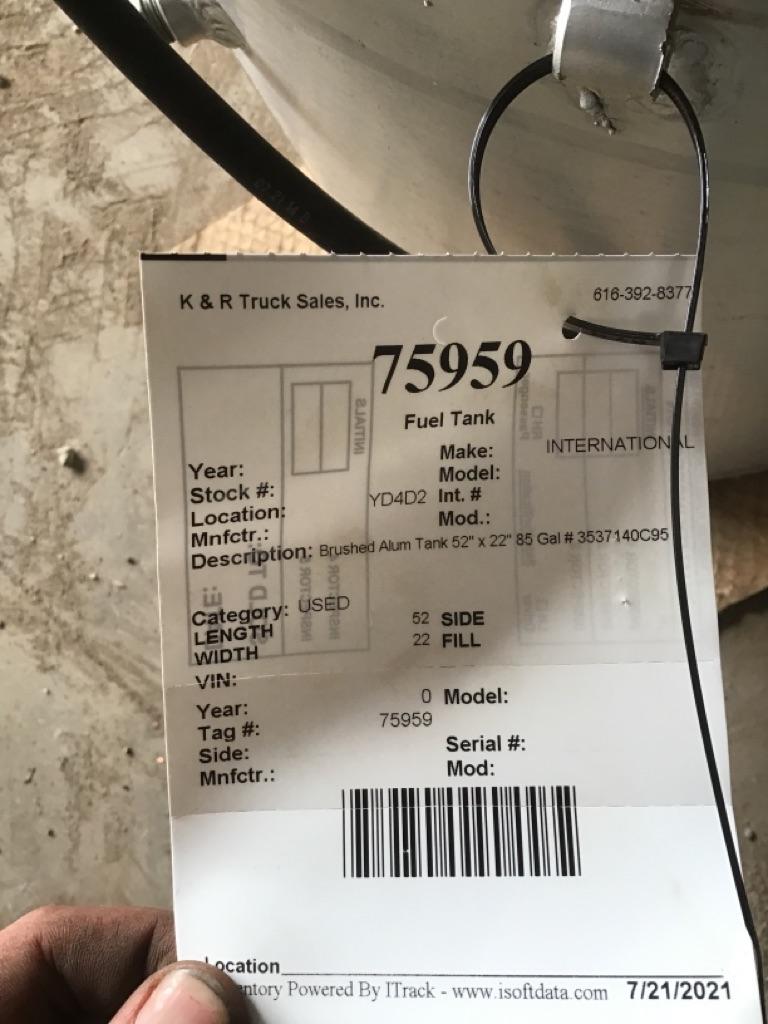 K & R Truck Sales, Inc. 616-392-8377
75959
Fuel Tank
Year: Make: INTERNATIONAL
Stock #: Model:
Location: YD4D2 Int. #
Mnfctr.: Mod.:
Description: Brushed Alum Tank 52" x 22" 85 Gal # 3537140C95
Category: USED
LENGTH 52 SIDE
WIDTH 22 FILL
VIN:
Year: 0 Model:
Tag #: 75959
Side: Serial #:
Mnfctr.: Mod:
Location
entory Powered By ITrack - www.isoftdata.com 7/21/2021
INITIALS